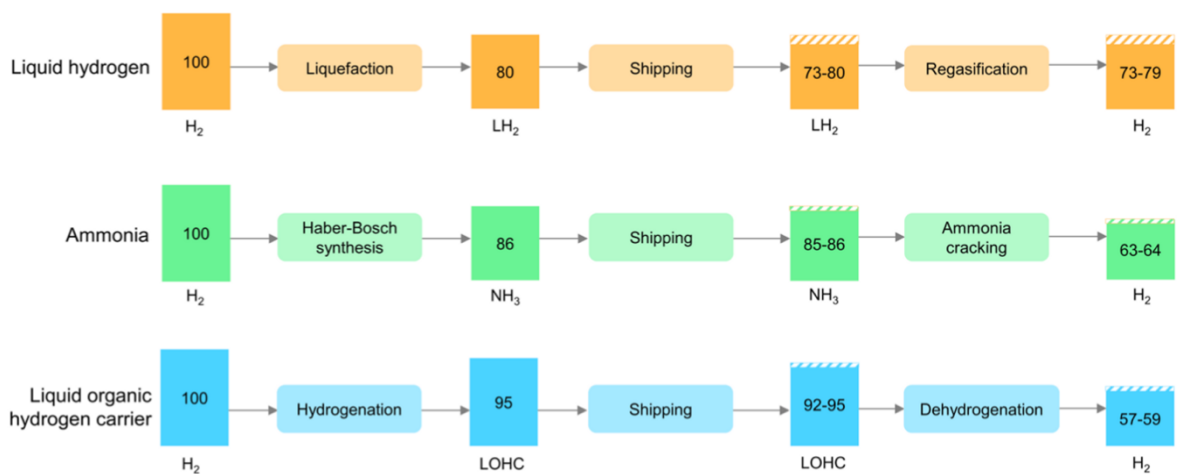 Liquid hydrogen
100
H₂
Liquefaction
80
LH₂
Shipping
73-80
LH₂
Regasification
73-79
H₂
Ammonia
100
H₂
Haber-Bosch
synthesis
86
NH₃
Shipping
85-86
NH₃
Ammonia
cracking
63-64
H₂
Liquid organic
hydrogen carrier
100
H₂
Hydrogenation
95
LOHC
Shipping
92-95
LOHC
Dehydrogenation
57-59
H₂